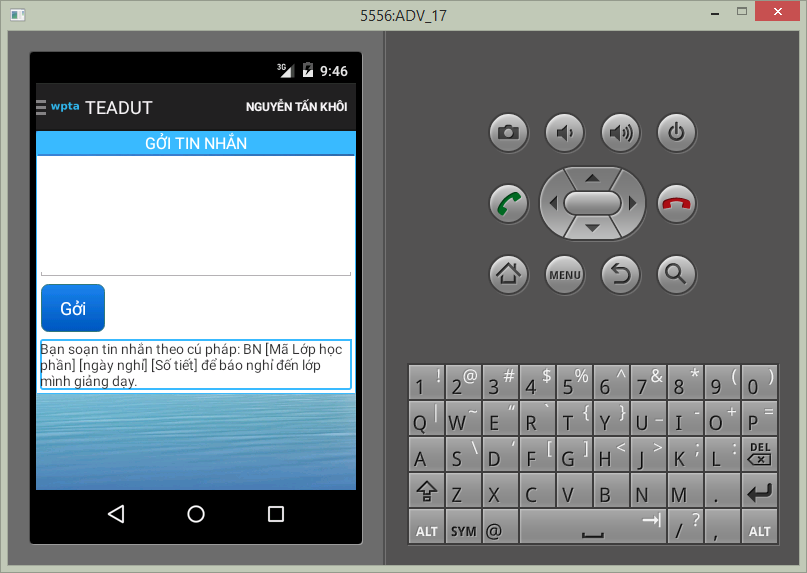 5556:ADV_17
3G 9:46
wpta TEADUT NGUYỄN TẤN KHÔI
GỞI TIN NHẮN
Gởi
Bạn soạn tin nhắn theo cú pháp: BN [Mã Lớp học
phần] [ngày nghỉ] [Số tiết] để báo nghỉ đến lớp
mình giảng dạy.
MENU
1 ! 2 @ 3 # 4 $ 5 % 6 ^ 7 & 8 * 9 ( 0 )
Q | W ~ E “ R ` T { Y } U _ I - O + P =
A S \ D ‘ F [ G ] H < J > K ; L : DEL
Z X C V B N M .
ALT SYM @ / ? , ALT